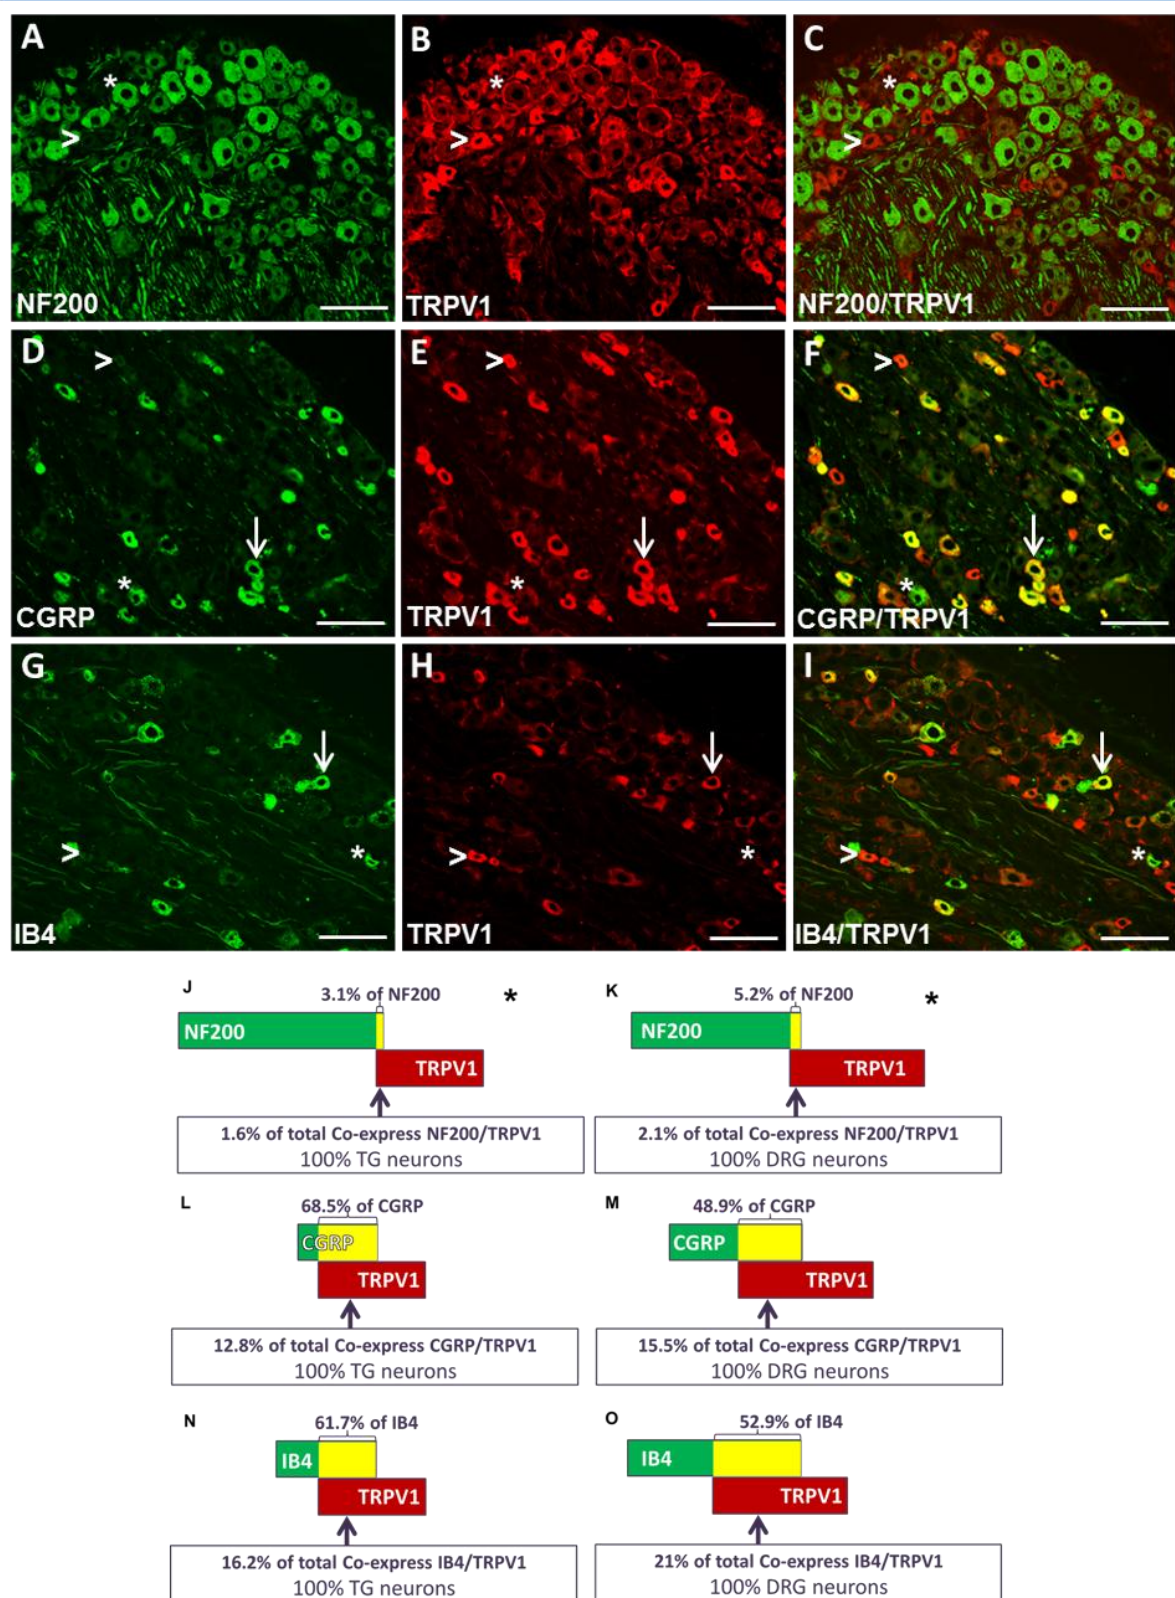 A
B
C
*
*
*
>
>
>
NF200
TRPV1
NF200/TRPV1
D
E
F
>
>
>
*
*
*
CGRP
TRPV1
CGRP/TRPV1
G
H
I
>
>
>
*
*
*
IB4
TRPV1
IB4/TRPV1
J
3.1% of NF200
*
NF200
TRPV1
1.6% of total Co-express NF200/TRPV1
100% TG neurons
K
5.2% of NF200
*
NF200
TRPV1
2.1% of total Co-express NF200/TRPV1
100% DRG neurons
L
68.5% of CGRP
CGRP
TRPV1
12.8% of total Co-express CGRP/TRPV1
100% TG neurons
M
48.9% of CGRP
CGRP
TRPV1
15.5% of total Co-express CGRP/TRPV1
100% DRG neurons
N
61.7% of IB4
IB4
TRPV1
16.2% of total Co-express IB4/TRPV1
100% TG neurons
O
52.9% of IB4
IB4
TRPV1
21% of total Co-express IB4/TRPV1
100% DRG neurons